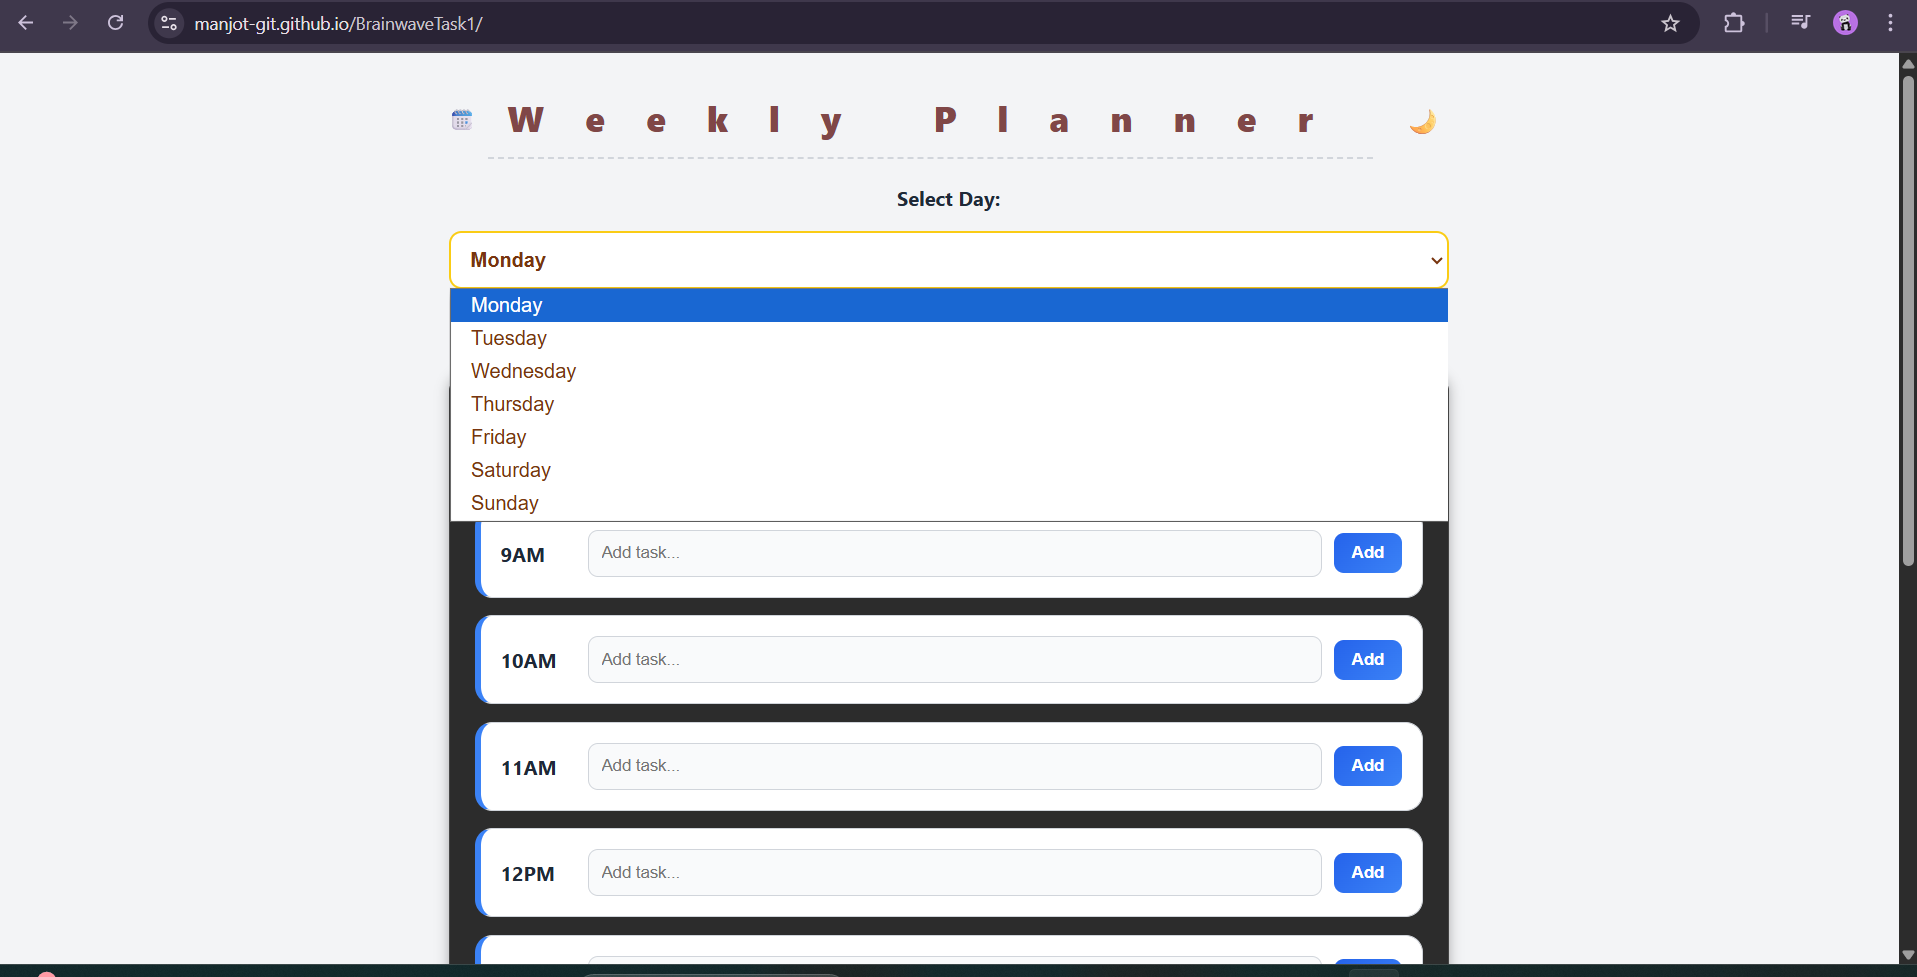 manjot-git.github.io/BrainwaveTask1/
Weekly Planner
Select Day:
Monday
Monday
Tuesday
Wednesday
Thursday
Friday
Saturday
Sunday
9AM Add task... Add
10AM Add task... Add
11AM Add task... Add
12PM Add task... Add